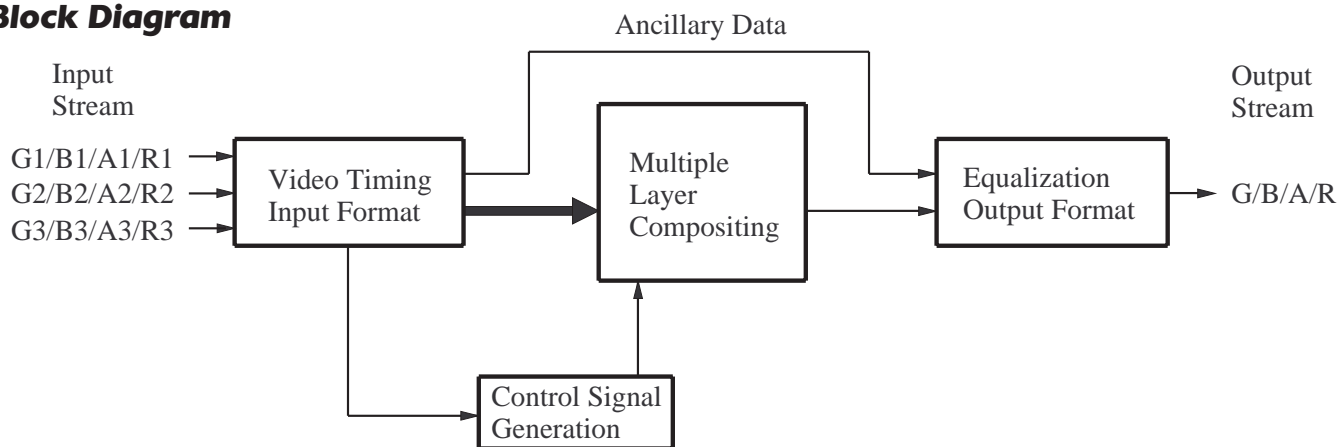 Block Diagram
Ancillary Data
Input
Stream
Output
Stream
G1/B1/A1/R1
G2/B2/A2/R2
G3/B3/A3/R3
Video Timing
Input Format
Multiple
Layer
Compositing
Equalization
Output Format
G/B/A/R
Control Signal
Generation